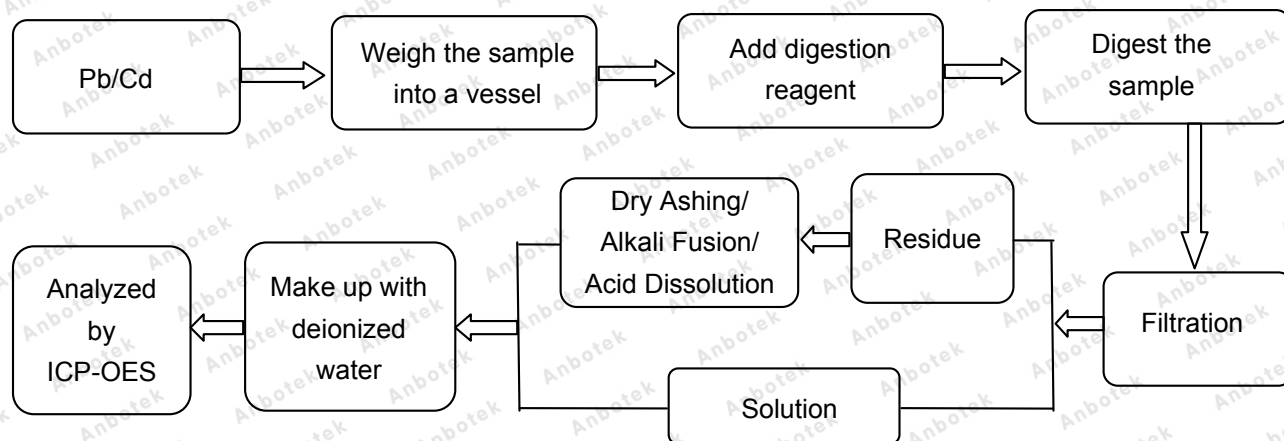 Pb/Cd
Weigh the sample
into a vessel
Add digestion
reagent
Digest the
sample
Filtration
Residue
Dry Ashing/
Alkali Fusion/
Acid Dissolution
Solution
Make up with
deionized
water
Analyzed
by
ICP-OES
Anbotek